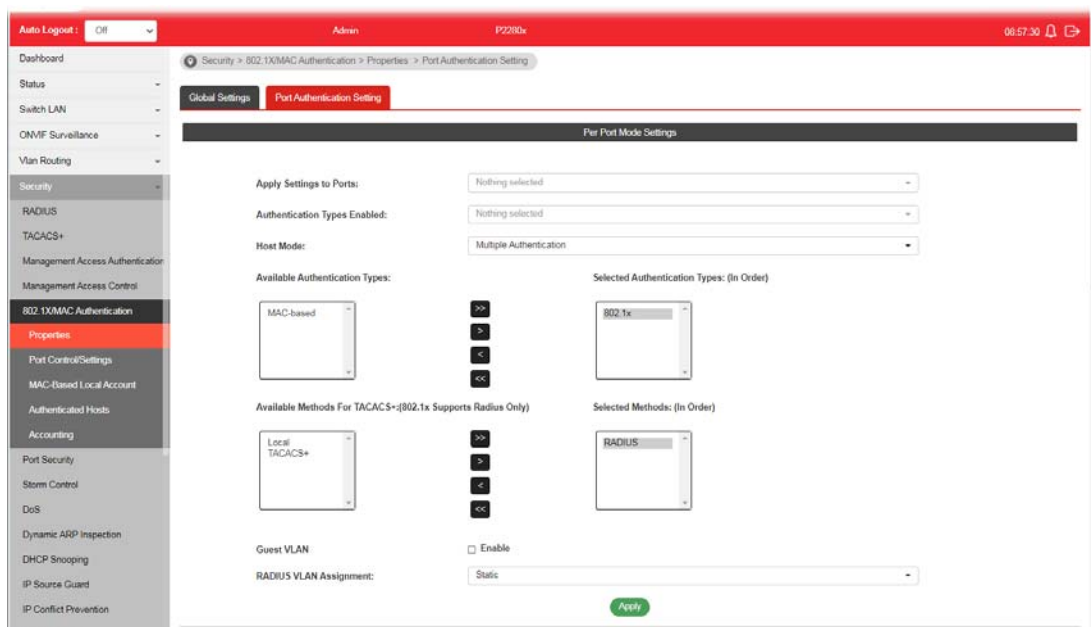 Auto Logout : Off Admin P2280x 08:57:30
Dashboard
Status
Switch LAN
ONVIF Surveillance
Vlan Routing
Security
RADIUS
TACACS+
Management Access Authentication
Management Access Control
802.1X/MAC Authentication
Properties
Port Control/Settings
MAC-Based Local Account
Authenticated Hosts
Accounting
Port Security
Storm Control
DoS
Dynamic ARP Inspection
DHCP Snooping
IP Source Guard
IP Conflict Prevention
Security > 802.1X/MAC Authentication > Properties > Port Authentication Setting
Global Settings Port Authentication Setting
Per Port Mode Settings
Apply Settings to Ports: Nothing selected
Authentication Types Enabled: Nothing selected
Host Mode: Multiple Authentication
Available Authentication Types: Selected Authentication Types: (In Order)
MAC-based >> 802.1x
>
<
<<
Available Methods For TACACS+:(802.1x Supports Radius Only) Selected Methods: (In Order)
Local >> RADIUS
TACACS+ >
<
<<
Guest VLAN Enable
RADIUS VLAN Assignment: Static
Apply